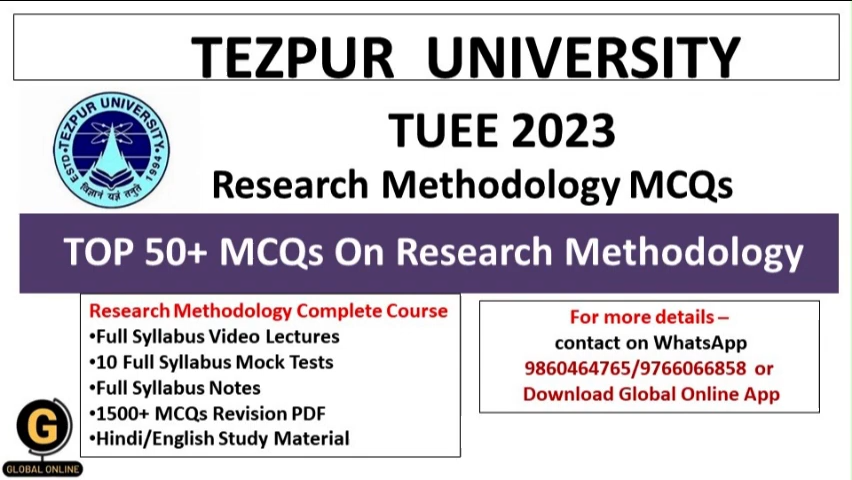 TEZPUR UNIVERSITY
TEZPUR UNIVERSITY
ESTD 1994
विज्ञानं यज्ञं तनुते
TUEE 2023
Research Methodology MCQs
TOP 50+ MCQs On Research Methodology
Research Methodology Complete Course
•Full Syllabus Video Lectures
•10 Full Syllabus Mock Tests
•Full Syllabus Notes
•1500+ MCQs Revision PDF
•Hindi/English Study Material
For more details –
contact on WhatsApp
9860464765/9766066858 or
Download Global Online App
G
GLOBAL ONLINE